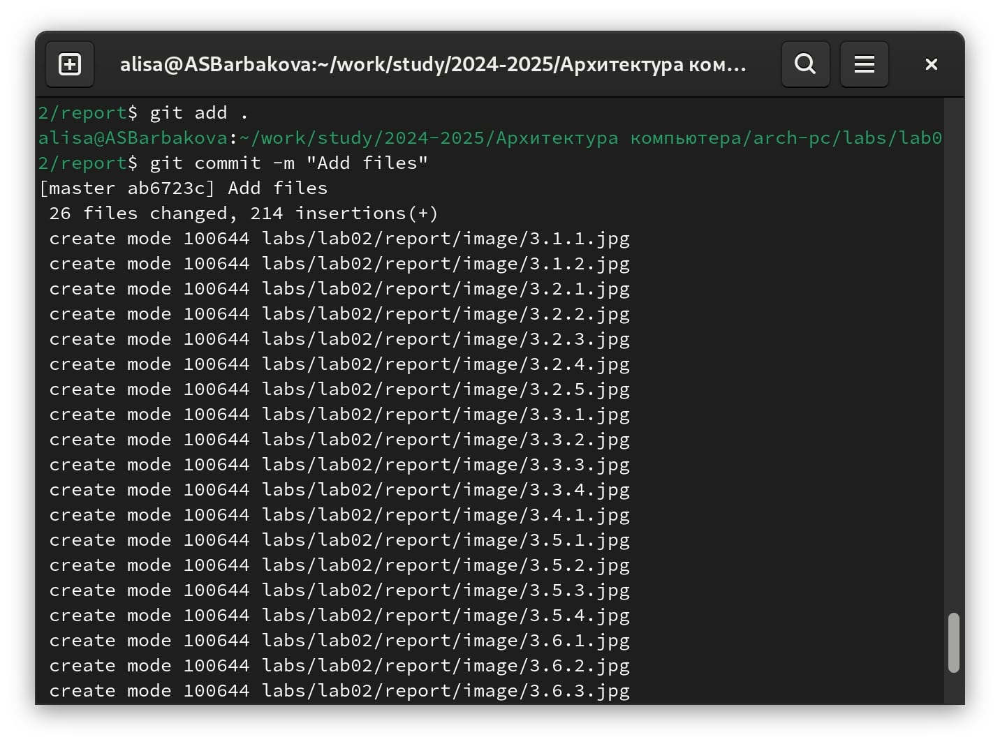 alisa@ASBarbakova:~/work/study/2024-2025/Архитектура ком...
2/report$ git add .
alisa@ASBarbakova:~/work/study/2024-2025/Архитектура компьютера/arch-pc/labs/lab0
2/report$ git commit -m "Add files"
[master ab6723c] Add files
 26 files changed, 214 insertions(+)
 create mode 100644 labs/lab02/report/image/3.1.1.jpg
 create mode 100644 labs/lab02/report/image/3.1.2.jpg
 create mode 100644 labs/lab02/report/image/3.2.1.jpg
 create mode 100644 labs/lab02/report/image/3.2.2.jpg
 create mode 100644 labs/lab02/report/image/3.2.3.jpg
 create mode 100644 labs/lab02/report/image/3.2.4.jpg
 create mode 100644 labs/lab02/report/image/3.2.5.jpg
 create mode 100644 labs/lab02/report/image/3.3.1.jpg
 create mode 100644 labs/lab02/report/image/3.3.2.jpg
 create mode 100644 labs/lab02/report/image/3.3.3.jpg
 create mode 100644 labs/lab02/report/image/3.3.4.jpg
 create mode 100644 labs/lab02/report/image/3.4.1.jpg
 create mode 100644 labs/lab02/report/image/3.5.1.jpg
 create mode 100644 labs/lab02/report/image/3.5.2.jpg
 create mode 100644 labs/lab02/report/image/3.5.3.jpg
 create mode 100644 labs/lab02/report/image/3.5.4.jpg
 create mode 100644 labs/lab02/report/image/3.6.1.jpg
 create mode 100644 labs/lab02/report/image/3.6.2.jpg
 create mode 100644 labs/lab02/report/image/3.6.3.jpg